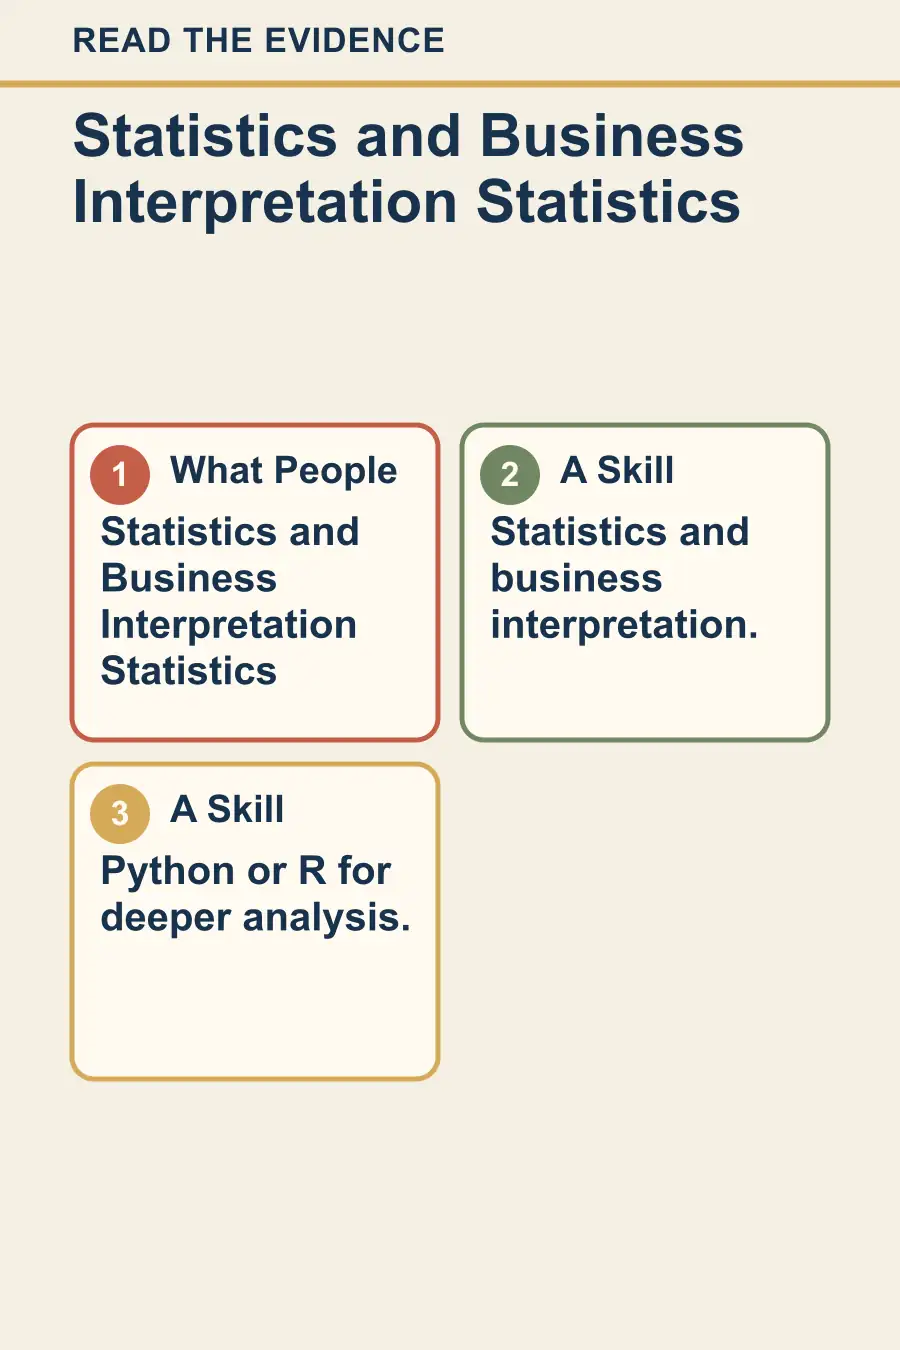 READ THE EVIDENCE
Statistics and Business
Interpretation Statistics
1 What People
Statistics and
Business
Interpretation
Statistics
2 A Skill
Statistics and
business
interpretation.
3 A Skill
Python or R for
deeper analysis.